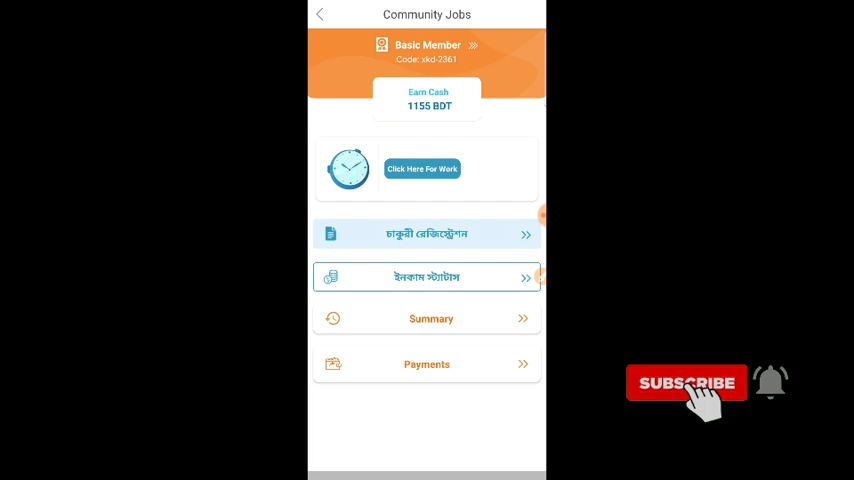 Community Jobs
Basic Member
Code: xkd-2361
Earn Cash
1155 BDT
Click Here For Work
চাকুরী রেজিস্ট্রেশন
ইনকাম স্ট্যাটাস
Summary
Payments
SUBSCRIBE